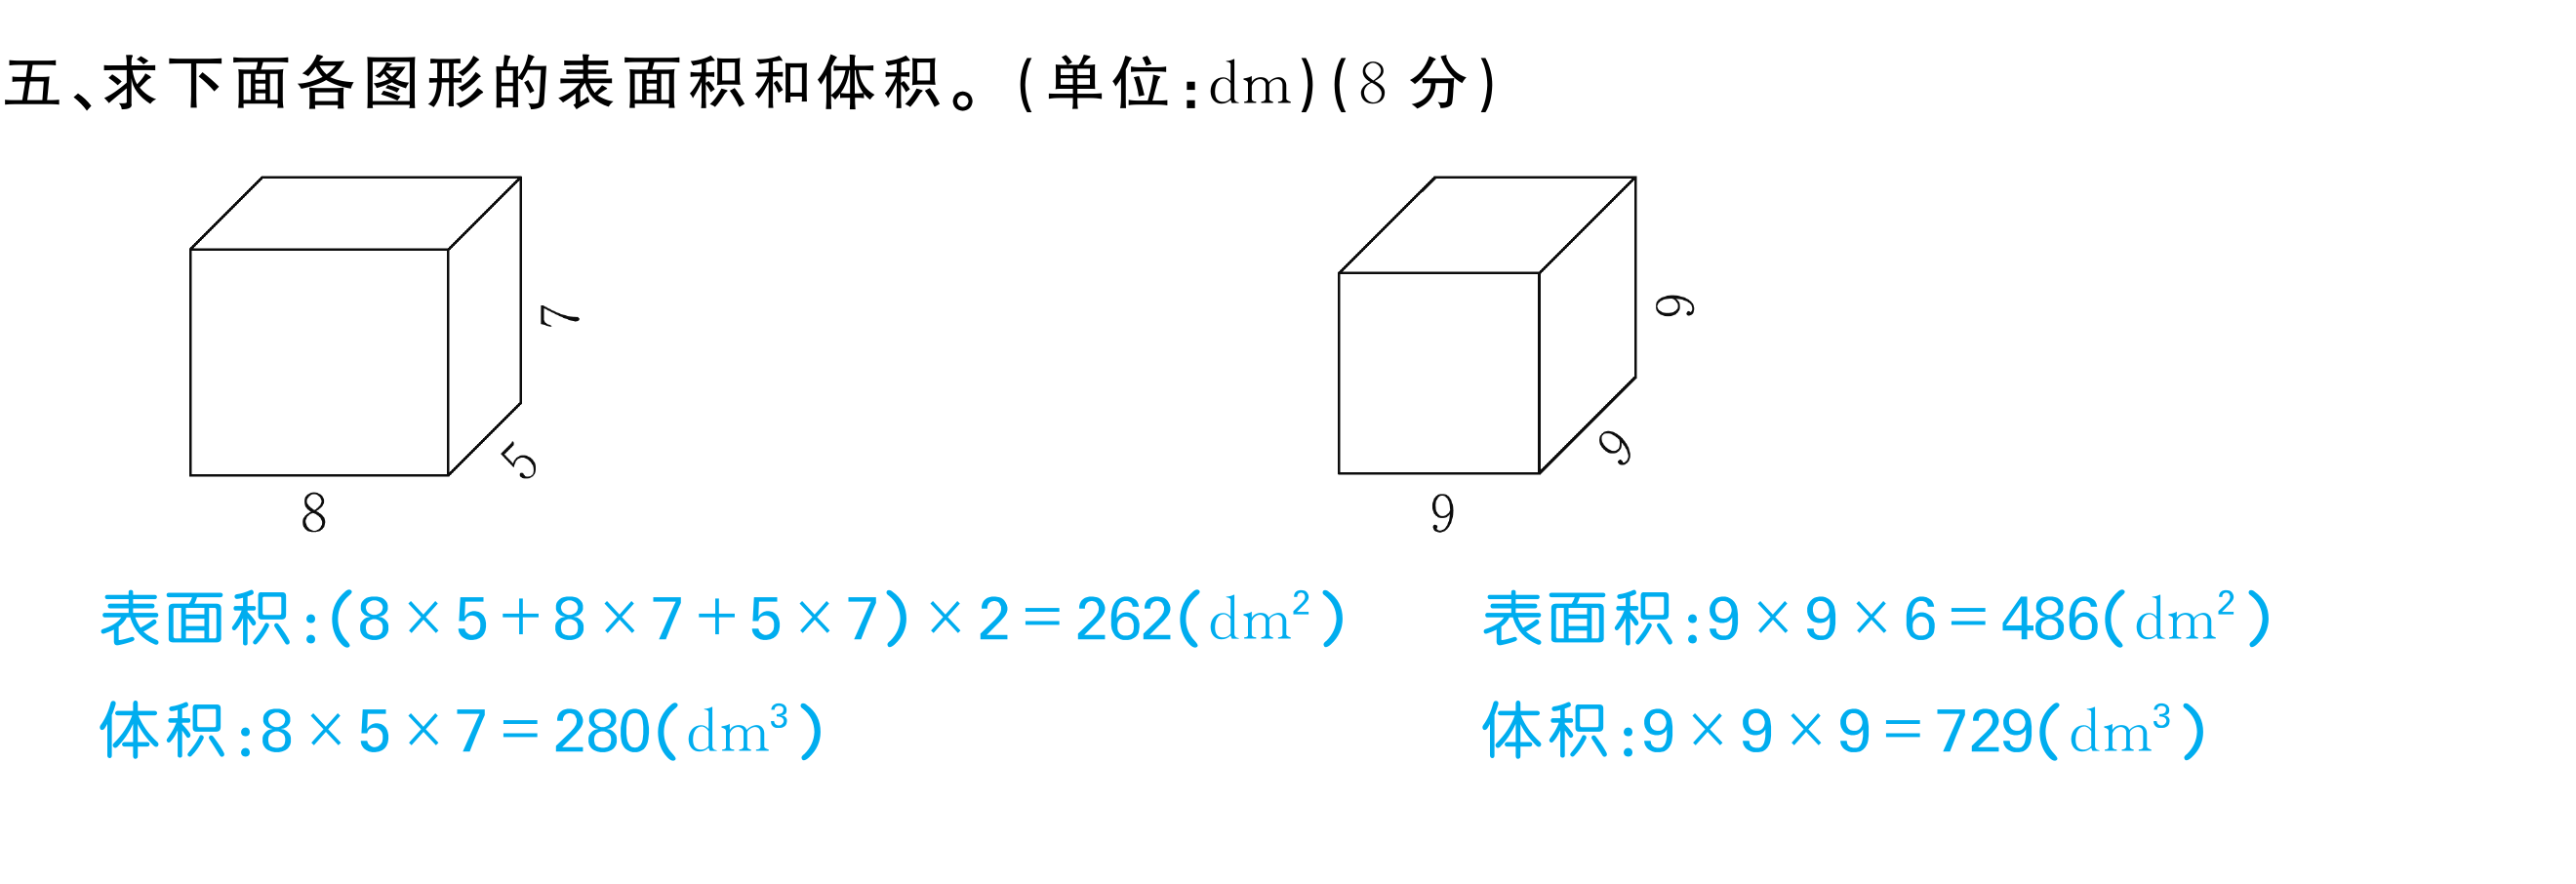 五、求下面各图形的表面积和体积。(单位:dm)(8 分)
7
5
8
9
9
9
表面积:(8×5+8×7+5×7)×2=262(dm²)
表面积:9×9×6=486(dm²)
体积:8×5×7=280(dm³)
体积:9×9×9=729(dm³)